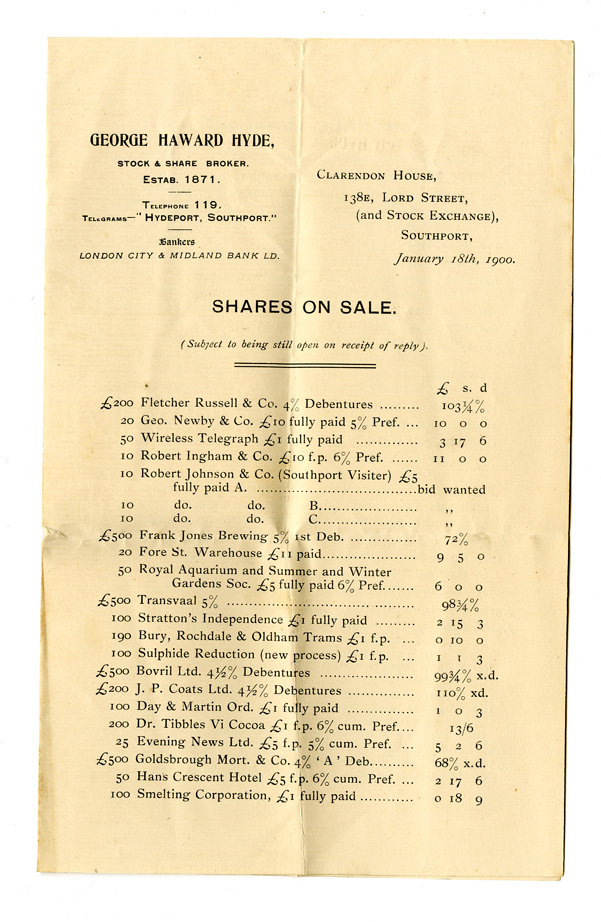 GEORGE HAWARD HYDE,
STOCK & SHARE BROKER.
ESTAB. 1871.
TELEPHONE 119.
TELEGRAMS—"HYDEPORT, SOUTHPORT."
Bankers
LONDON CITY & MIDLAND BANK LD.
CLARENDON HOUSE,
138E, LORD STREET,
(and STOCK EXCHANGE),
SOUTHPORT,
January 18th, 1900.
SHARES ON SALE.
(Subject to being still open on receipt of reply).
£ s. d
£200 Fletcher Russell & Co. 4% Debentures ......... 103¼%
20 Geo. Newby & Co. £10 fully paid 5% Pref. ... 10 0 0
50 Wireless Telegraph £1 fully paid .............. 3 17 6
10 Robert Ingham & Co. £10 f.p. 6% Pref. ...... 11 0 0
10 Robert Johnson & Co. (Southport Visiter) £5
fully paid A. ....................................bid wanted
10 do. do. B...................... ,,
10 do. do. C...................... ,,
£500 Frank Jones Brewing 5% 1st Deb. ............. 72%
20 Fore St. Warehouse £11 paid..................... 9 5 0
50 Royal Aquarium and Summer and Winter
Gardens Soc. £5 fully paid 6% Pref...... 6 0 0
£500 Transvaal 5% .......................................... 98¾%
100 Stratton's Independence £1 fully paid ......... 2 15 3
190 Bury, Rochdale & Oldham Trams £1 f.p. ... 0 10 0
100 Sulphide Reduction (new process) £1 f.p. ... 1 1 3
£500 Bovril Ltd. 4½% Debentures ..................... 99¾% x.d.
£200 J. P. Coats Ltd. 4½% Debentures ............... 110% xd.
100 Day & Martin Ord. £1 fully paid ............... 1 0 3
200 Dr. Tibbles Vi Cocoa £1 f.p. 6% cum. Pref.... 13/6
25 Evening News Ltd. £5 f.p. 5% cum. Pref. ... 5 2 6
£500 Goldsbrough Mort. & Co. 4% 'A' Deb.......... 68% x.d.
50 Hans Crescent Hotel £5 f.p. 6% cum. Pref. ... 2 17 6
100 Smelting Corporation, £1 fully paid ............ 0 18 9